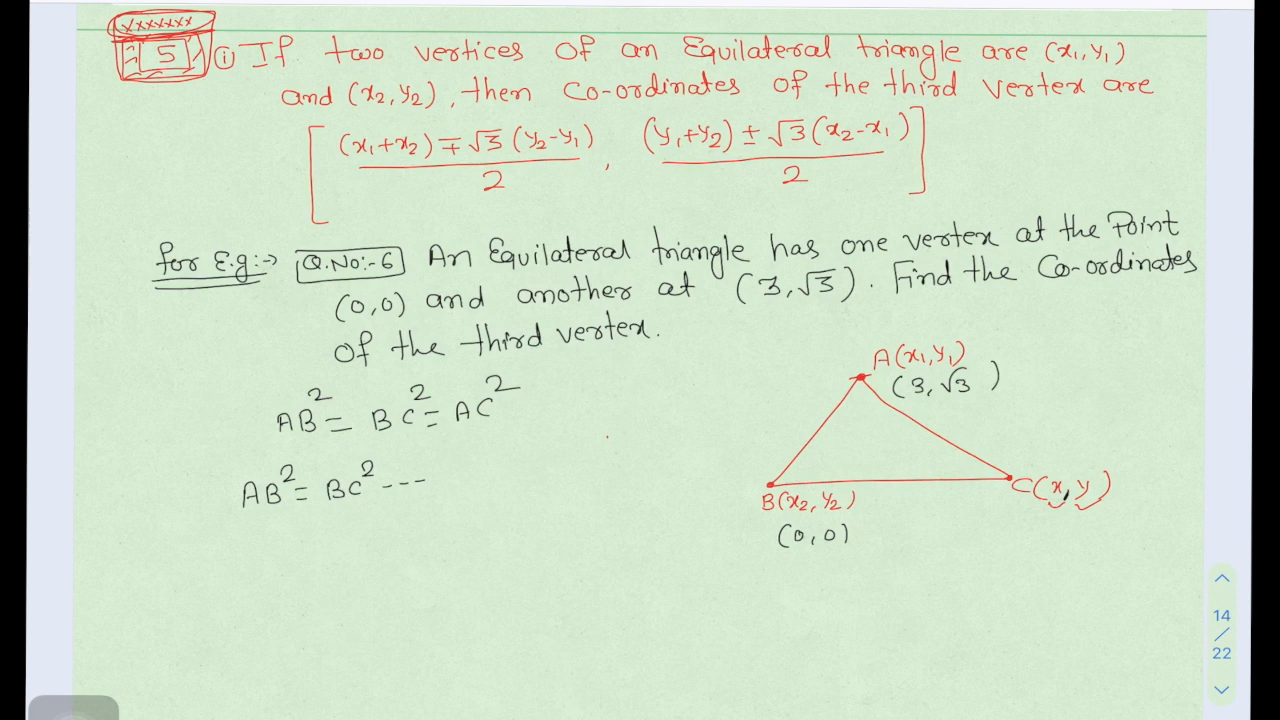 xxxxxxx
5 (i) If two vertices of an Equilateral triangle are (x₁,y₁)
and (x₂,y₂), then co-ordinates of the third vertex are
[ (x₁+x₂) ∓ √3 (y₂-y₁) / 2 , (y₁+y₂) ± √3 (x₂-x₁) / 2 ]
for E.g:-> Q.No:-6 An Equilateral triangle has one vertex at the Point
(0,0) and another at (3,√3). Find the Co-ordinates
Of the third vertex.
A(x₁,y₁)
(3,√3)
AB² = BC² = AC²
AB² = BC² ---
B(x₂,y₂)
C(x,y)
(0,0)
14
/
22